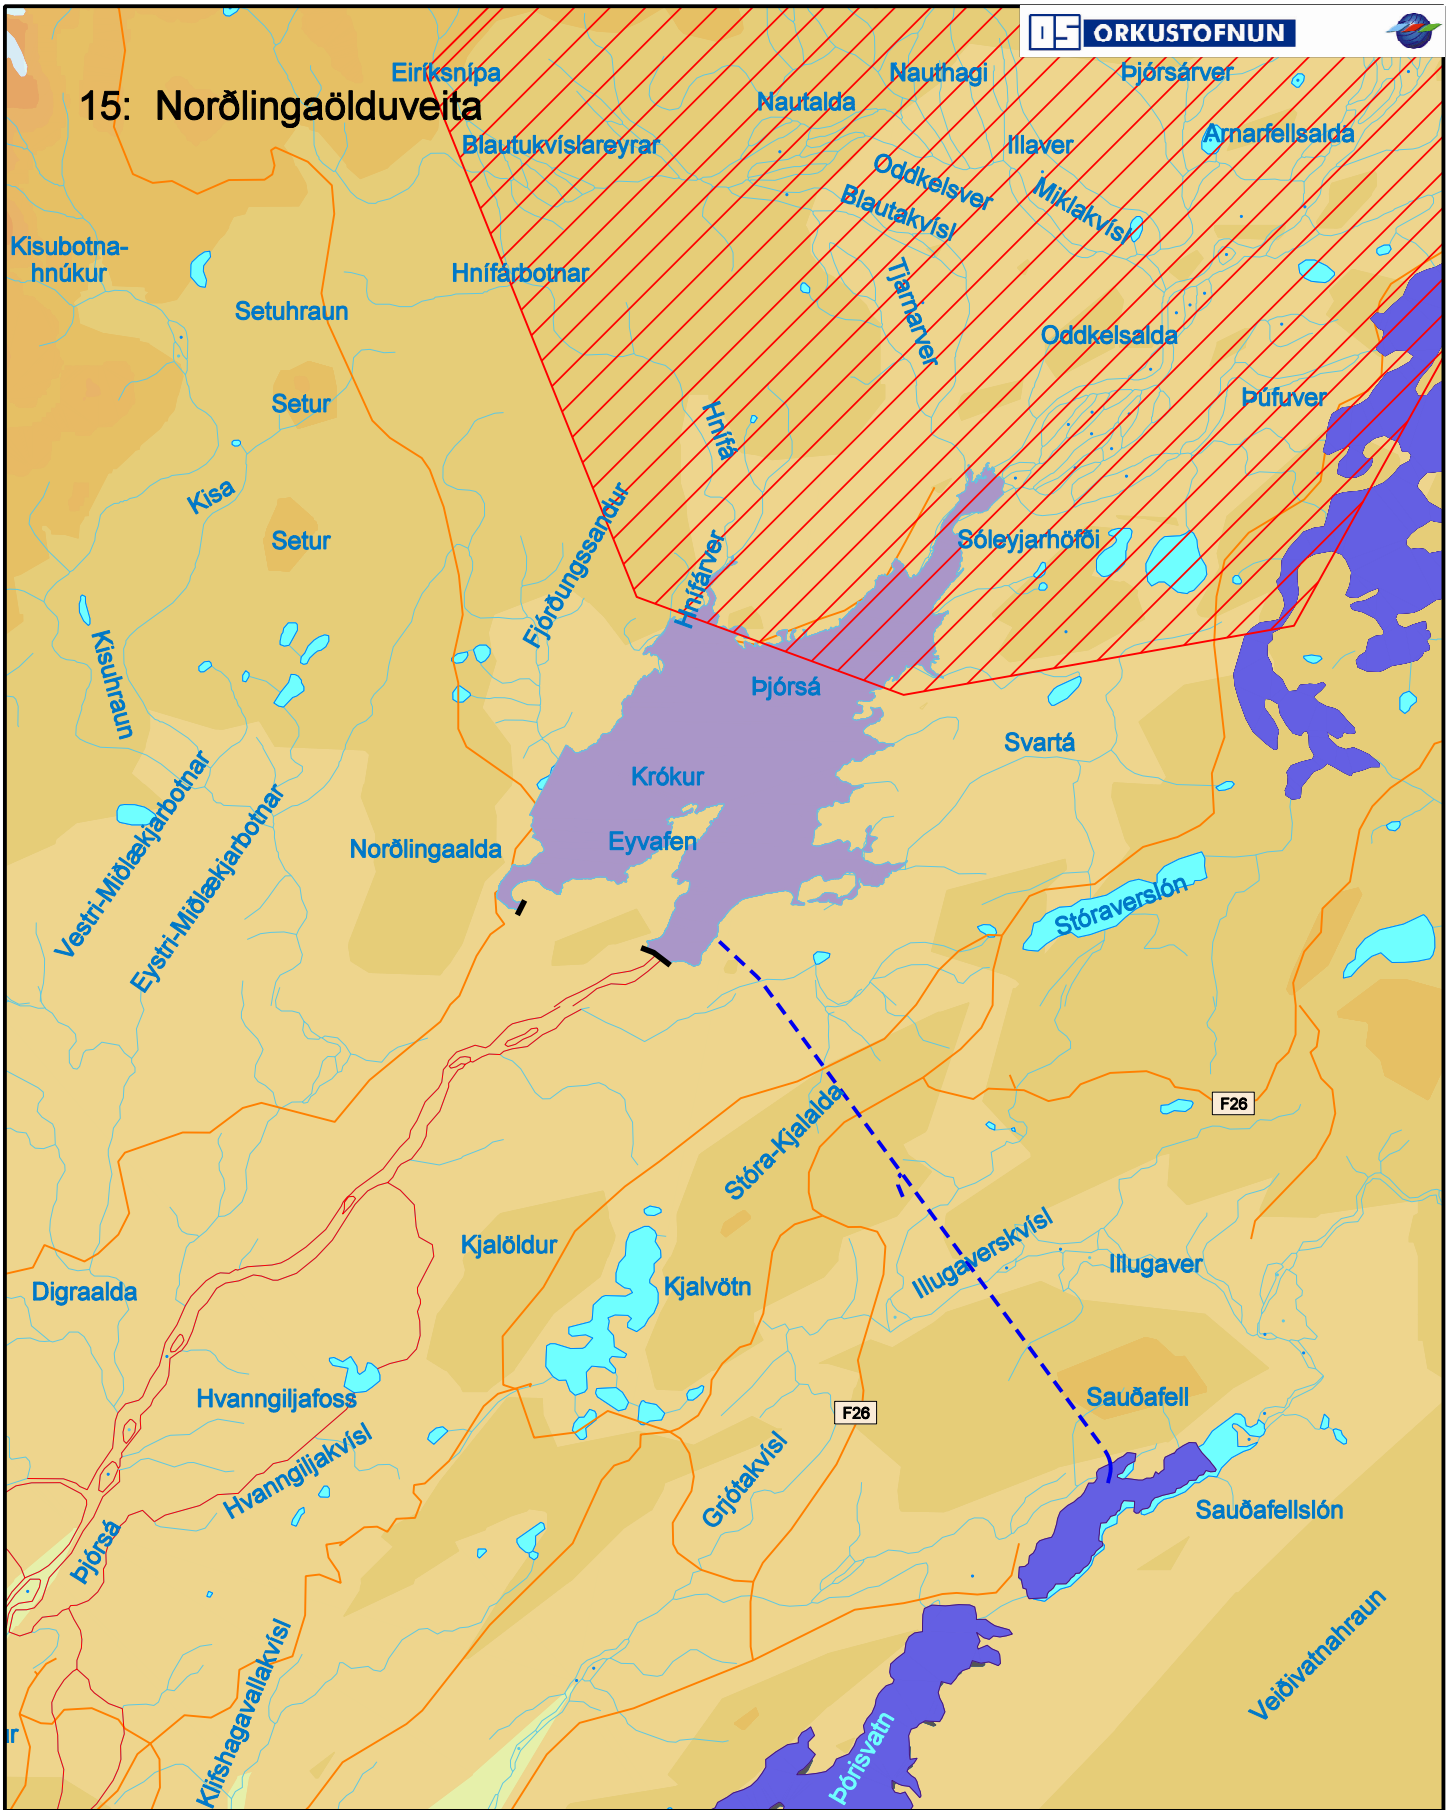 OS ORKUSTOFNUN
Eiríksnípa
Nauthagi
Þjórsárver
15: Norðlingaölduveita
Nautalda
Blautukvíslareyrar
Illaver
Arnarfellsalda
Oddkelsver
Blautakvísl
Miklakvísl
Kisubotna-
hnúkur
Hnífárbotnar
Setuhraun
Tjarnarver
Oddkelsalda
Setur
Þúfuver
Hnífá
Kisa
Setur
Fjórðungssandur
Sóleyjarhöfði
Hnífárver
Kisuhraun
Þjórsá
Svartá
Krókur
Norðlingaalda
Eyvafen
Vestri-Miðlækjarbotnar
Eystri-Miðlækjarbotnar
Stóraverslón
F26
Stóra-Kjalalda
Kjalöldur
Illugaverskvísl
Illugaver
Digraalda
Kjalvötn
Hvanngiljafoss
Sauðafell
F26
Hvanngiljakvísl
Grjótakvísl
Sauðafellslón
Þjórsá
Klifshagavallakvísl
Veiðivatnahraun
Þórisvatn
ır